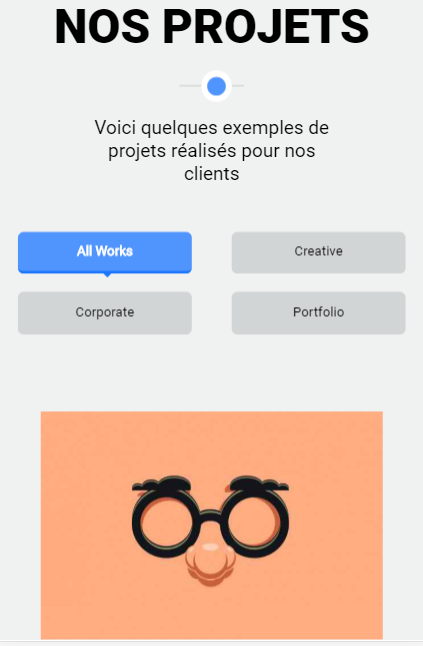 NOS PROJETS
Voici quelques exemples de
projets réalisés pour nos
clients
All Works
Creative
Corporate
Portfolio